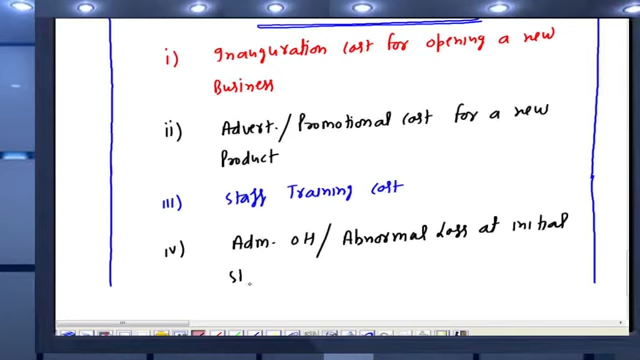 i) Inauguration cost for opening a new
Business
ii) Advert./Promotional cost for a new
Product
iii) Staff Training cost
iv) Adm. OH/ Abnormal Loss at initial
st